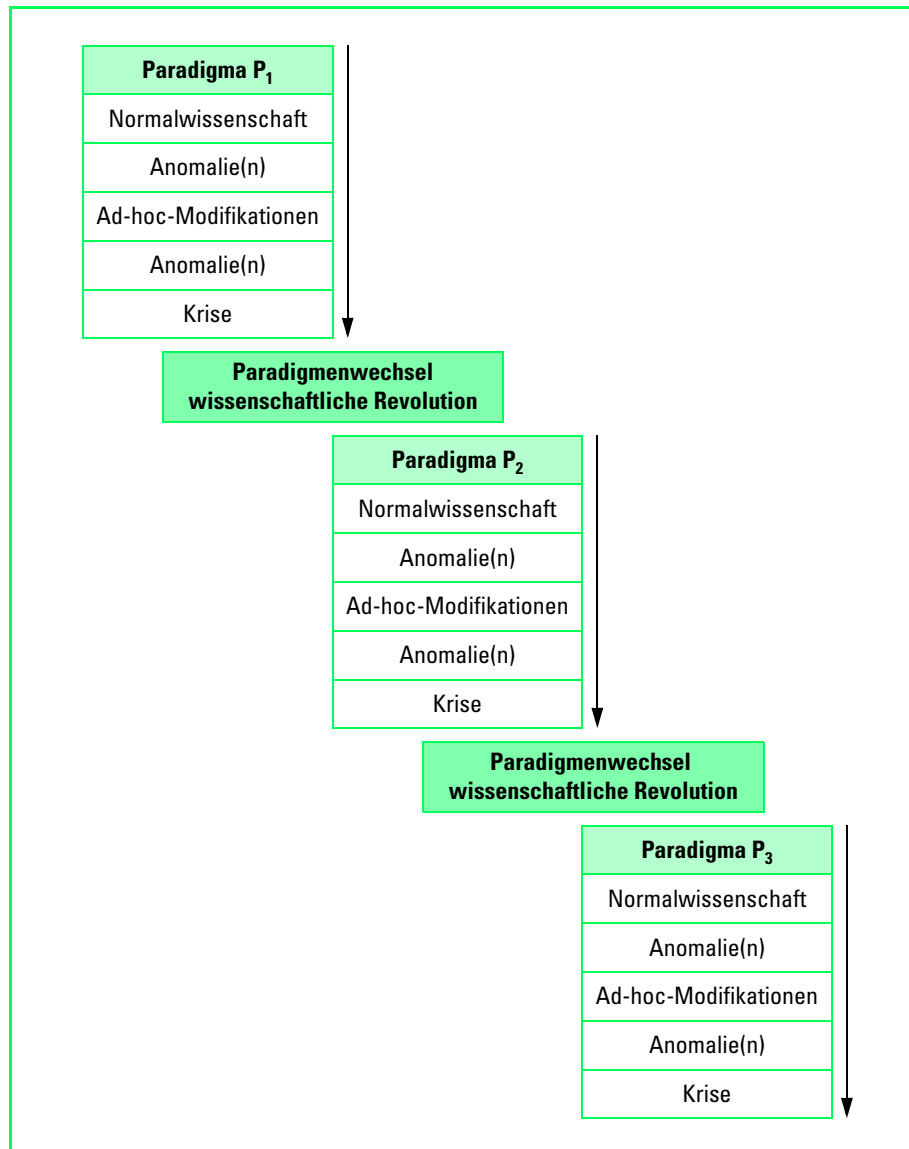 Paradigma P₁
Normalwissenschaft
Anomalie(n)
Ad-hoc-Modifikationen
Anomalie(n)
Krise
Paradigmenwechsel
wissenschaftliche Revolution
Paradigma P₂
Normalwissenschaft
Anomalie(n)
Ad-hoc-Modifikationen
Anomalie(n)
Krise
Paradigmenwechsel
wissenschaftliche Revolution
Paradigma P₃
Normalwissenschaft
Anomalie(n)
Ad-hoc-Modifikationen
Anomalie(n)
Krise